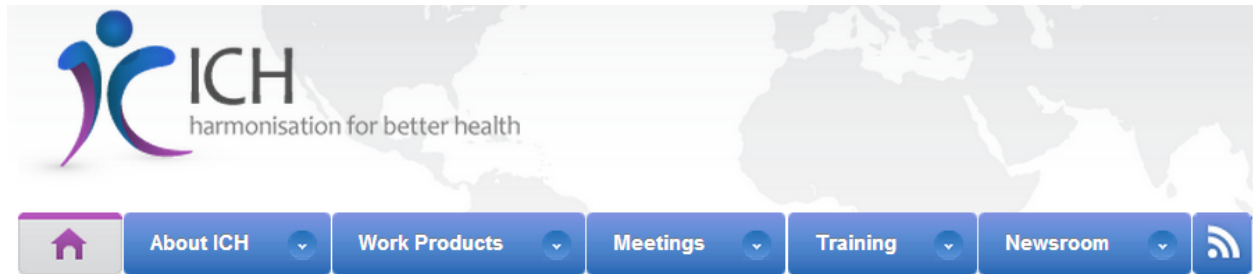 ICH
harmonisation for better health
About ICH
Work Products
Meetings
Training
Newsroom